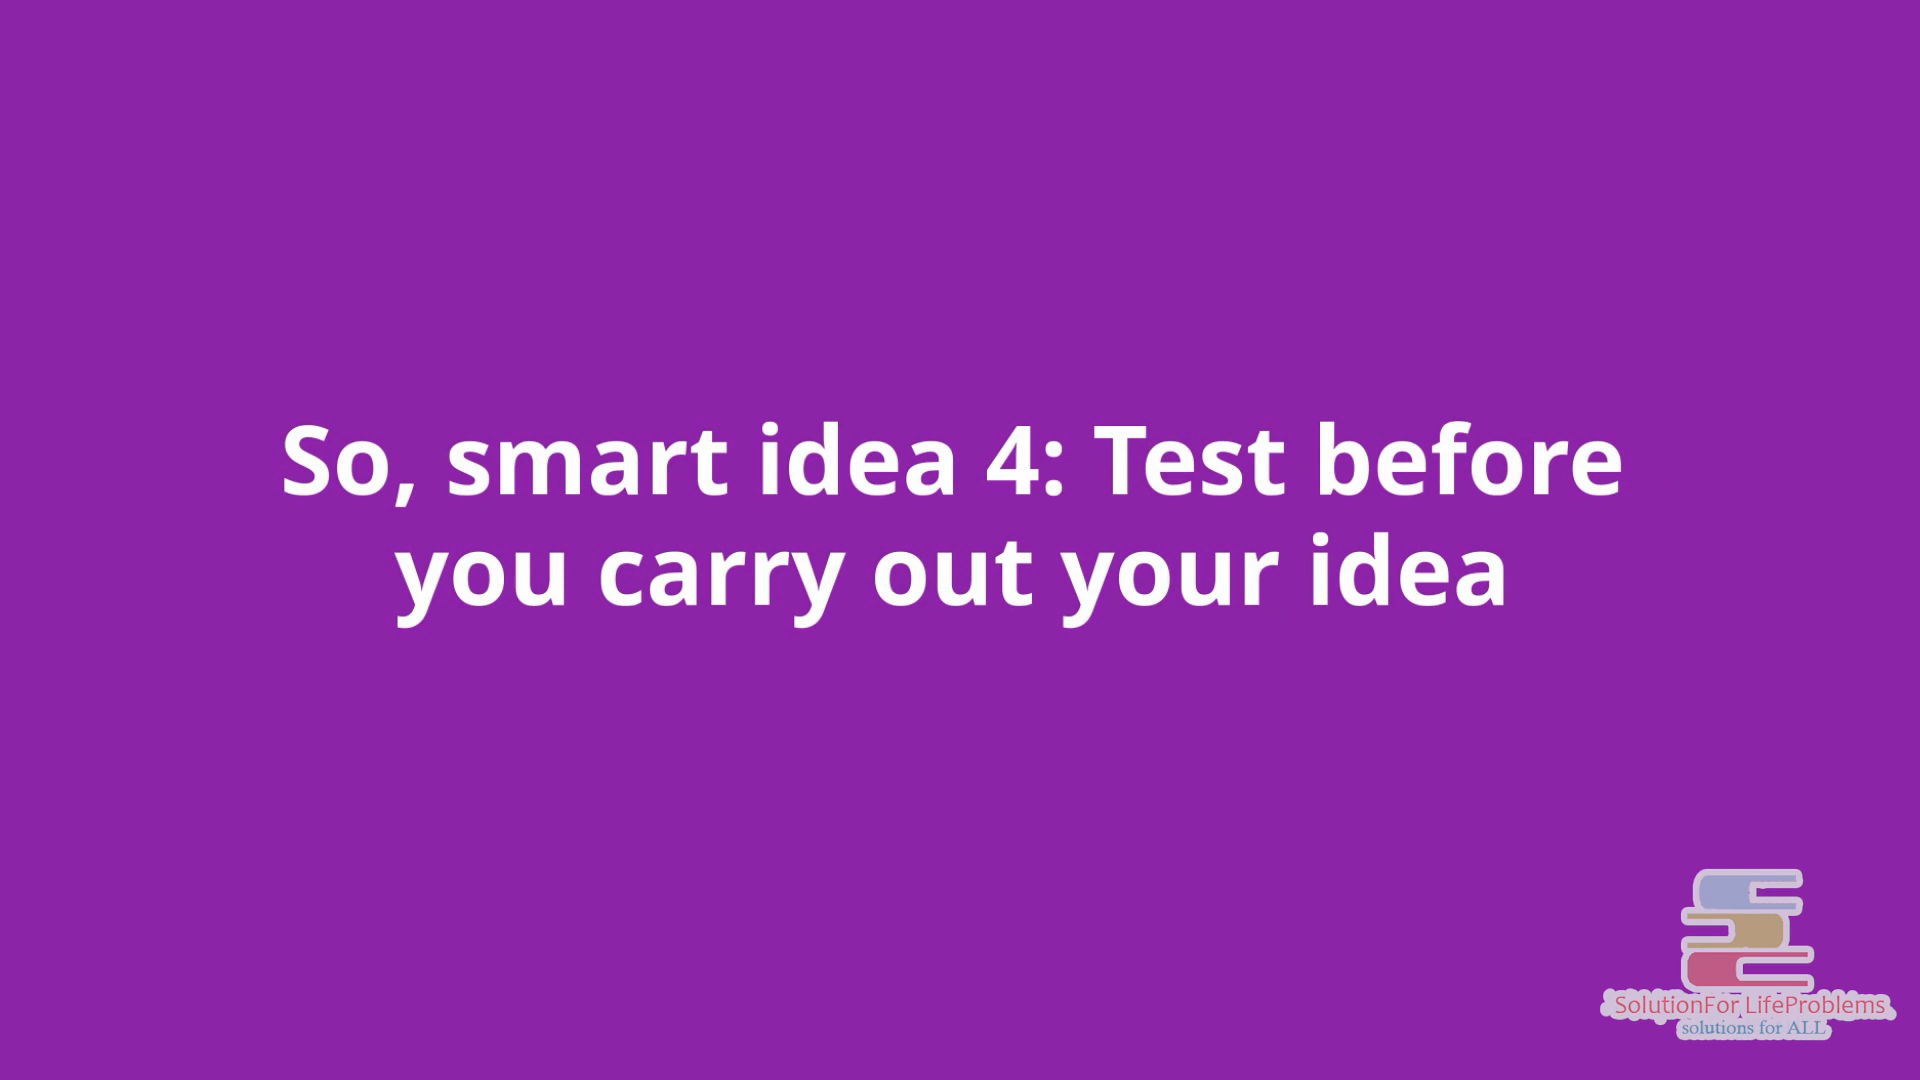 So, smart idea 4: Test before
you carry out your idea
SolutionFor LifeProblems
solutions for ALL